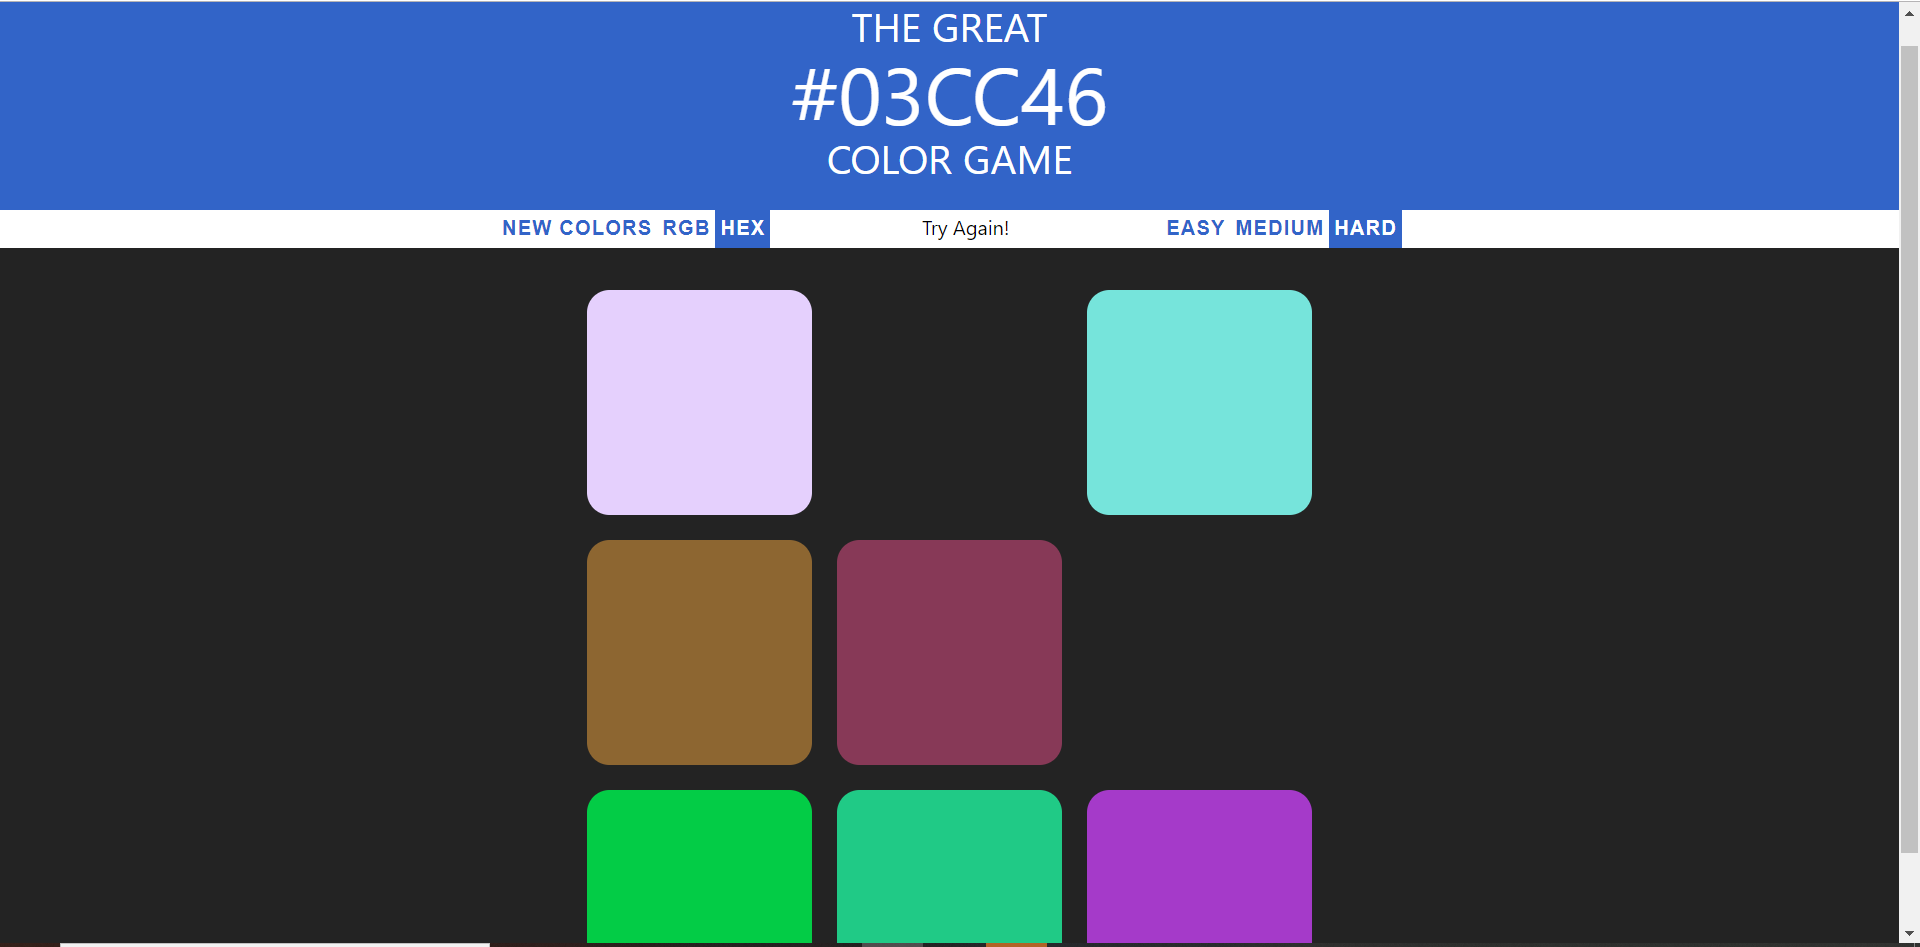 THE GREAT
#03CC46
COLOR GAME
NEW COLORS RGB HEX Try Again! EASY MEDIUM HARD